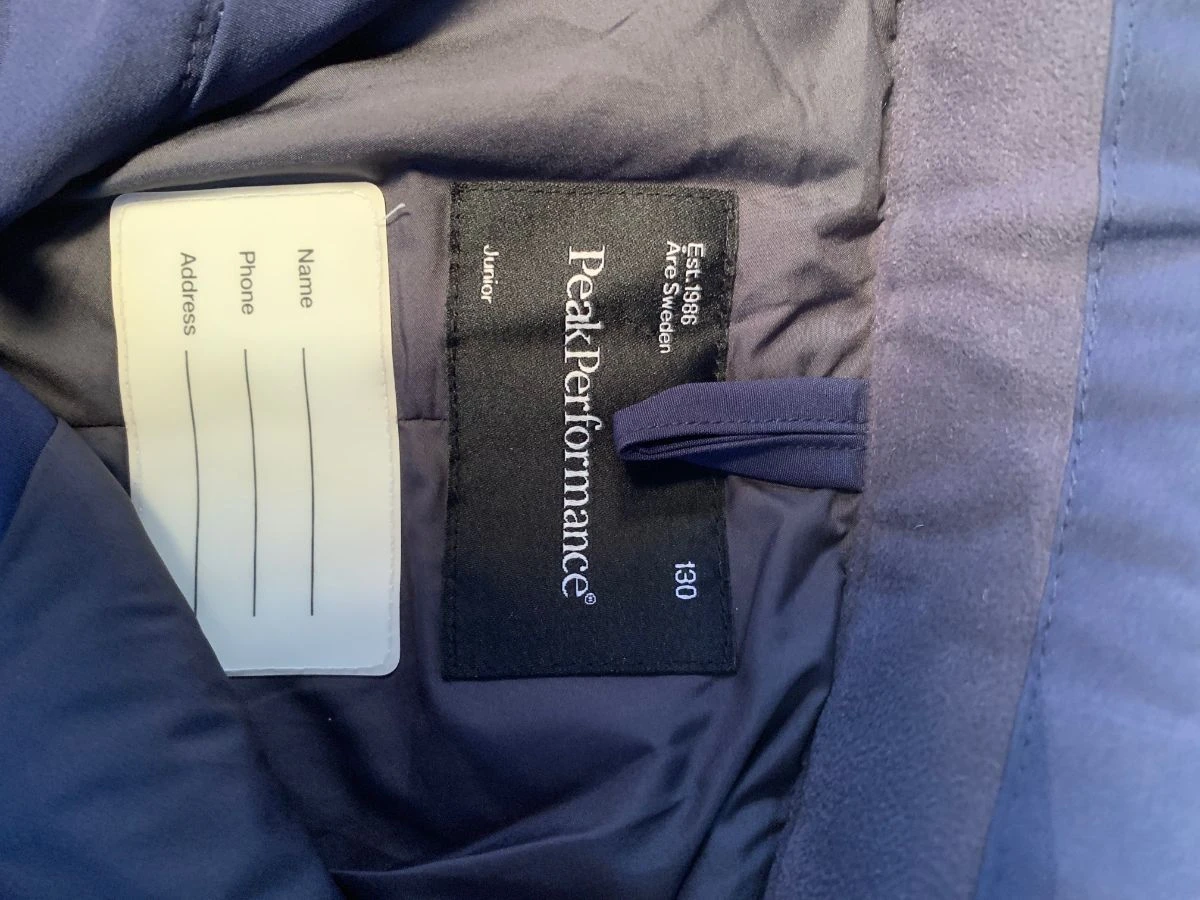 Est. 1986
Åre Sweden
130
PeakPerformance®
Junior
Name
Phone
Address